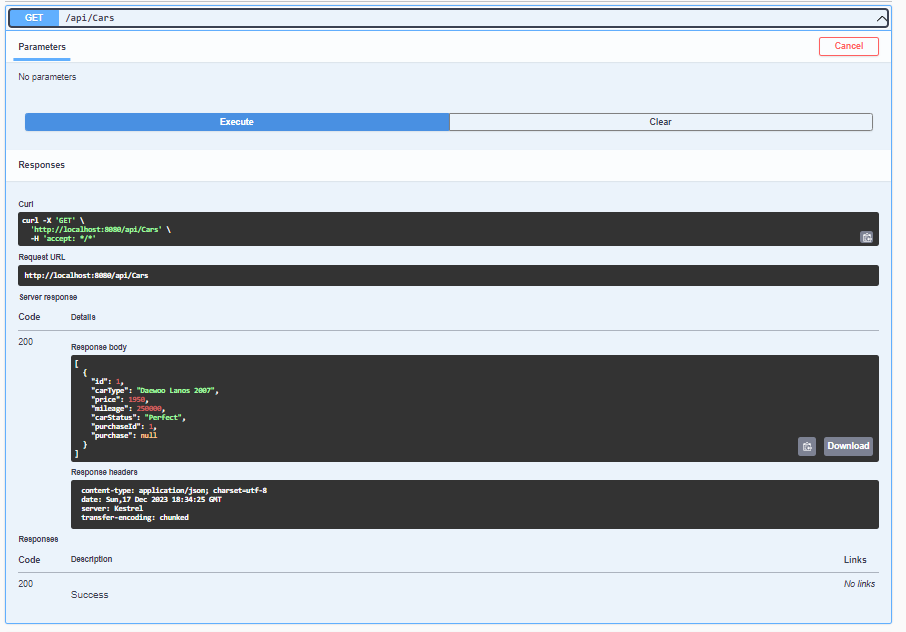 GET /api/Cars
Parameters
Cancel
No parameters
Execute
Clear
Responses
Curl
curl -X 'GET' \
'http://localhost:8080/api/Cars' \
-H 'accept: */*'
Request URL
http://localhost:8080/api/Cars
Server response
Code Details
200
Response body
[
{
"id": 1,
"carType": "Daewoo Lanos 2007",
"price": 1950,
"mileage": 250000,
"carStatus": "Perfect",
"purchaseId": 1,
"purchase": null
}
]
Download
Response headers
content-type: application/json; charset=utf-8
date: Sun,17 Dec 2023 18:34:25 GMT
server: Kestrel
transfer-encoding: chunked
Responses
Code Description Links
200 No links
Success